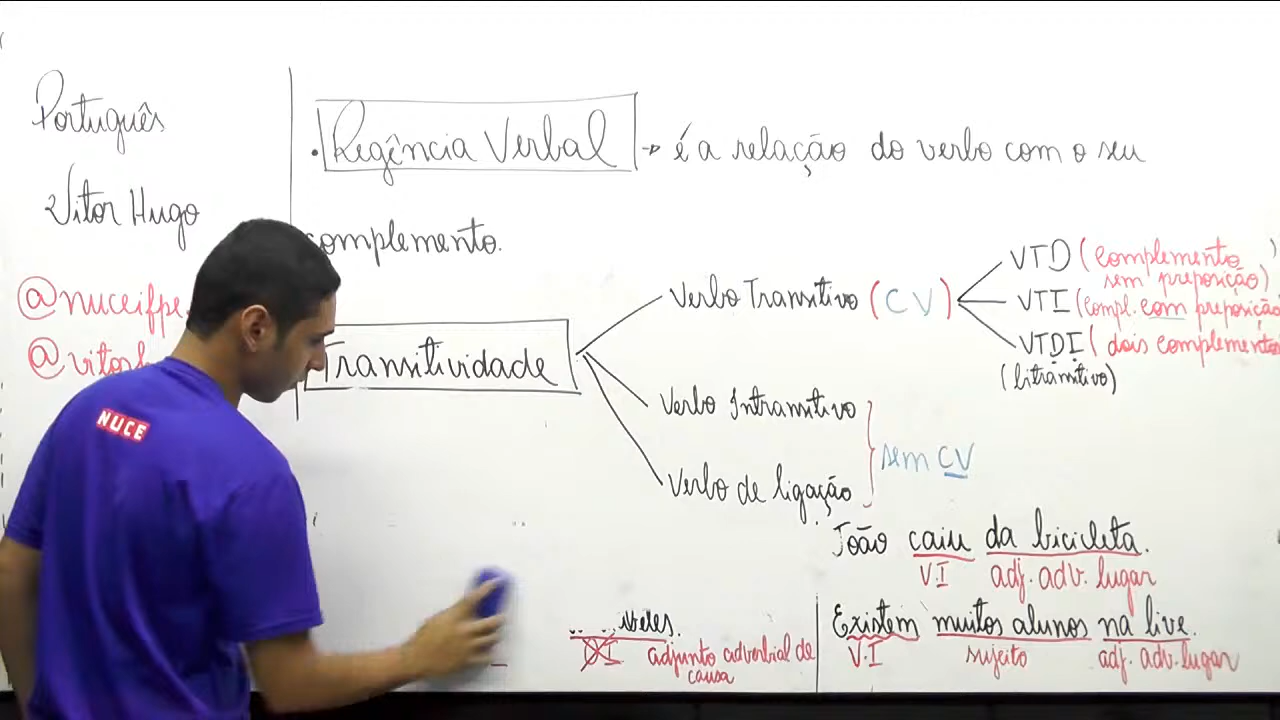 Português
Vitor Hugo
@nuceifpe
NUCE
. Regência Verbal → é a relação do verbo com o seu
complemento.
Transitividade
Verbo Transitivo (CV)
VTD (complemento
sem preposição)
VTI (compl. com preposição
VTDI (dois complementos
(bitransitivo)
Verbo Intransitivo
Verbo de ligação
sem CV
João caiu da bicicleta.
V.I adj. adv. lugar
adjunto adverbial de
causa
Existem muitos alunos na live.
V.I sujeito adj. adv. lugar